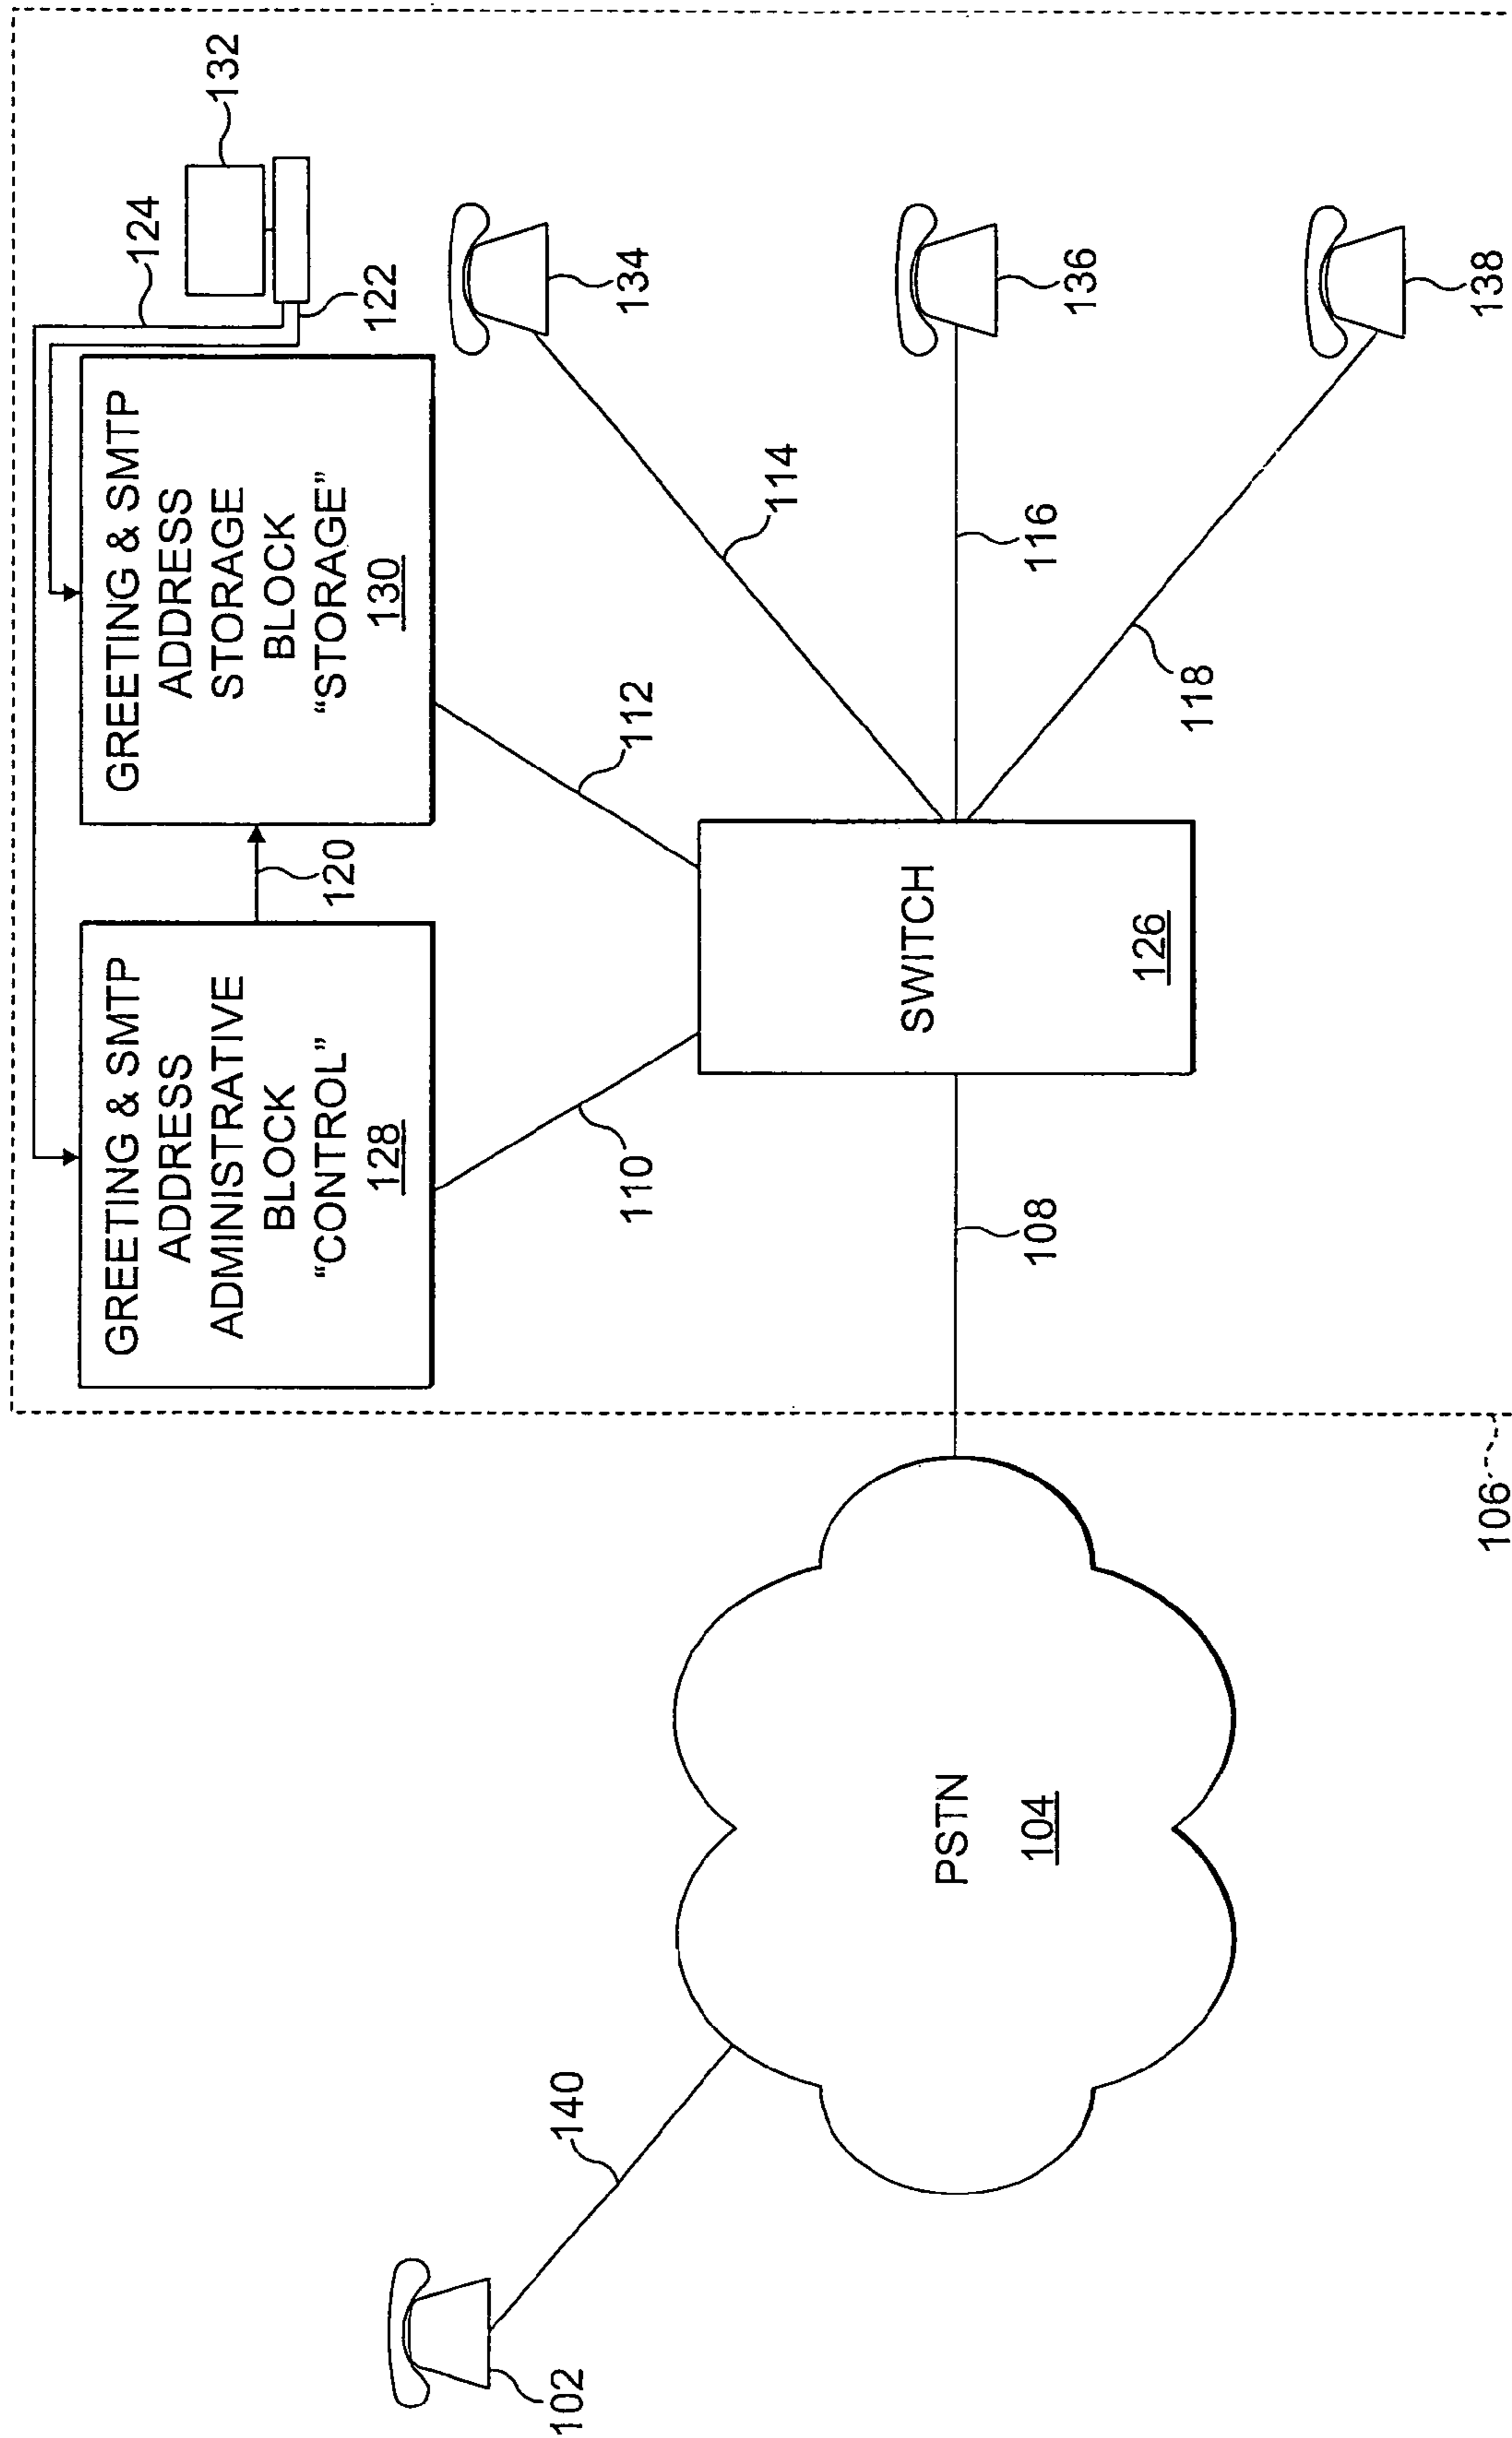 GREETING & SMTP
ADDRESS
ADMINISTRATIVE
BLOCK
“CONTROL”
128
120
GREETING & SMTP
ADDRESS
STORAGE
BLOCK
“STORAGE”
130
124
122
132
102
140
PSTN
104
106
108
110
112
SWITCH
126
114
116
118
134
136
138